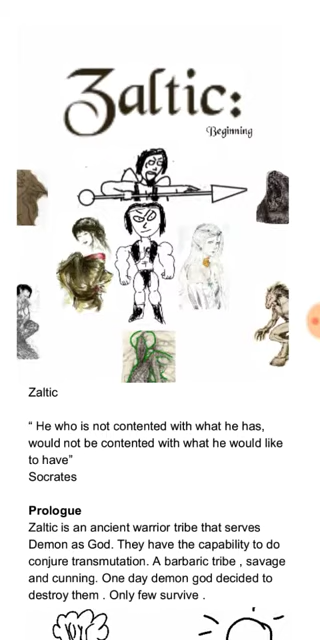 Zaltic:
Beginning
Zaltic
“ He who is not contented with what he has,
would not be contented with what he would like
to have”
Socrates
Prologue
Zaltic is an ancient warrior tribe that serves
Demon as God. They have the capability to do
conjure transmutation. A barbaric tribe , savage
and cunning. One day demon god decided to
destroy them . Only few survive .